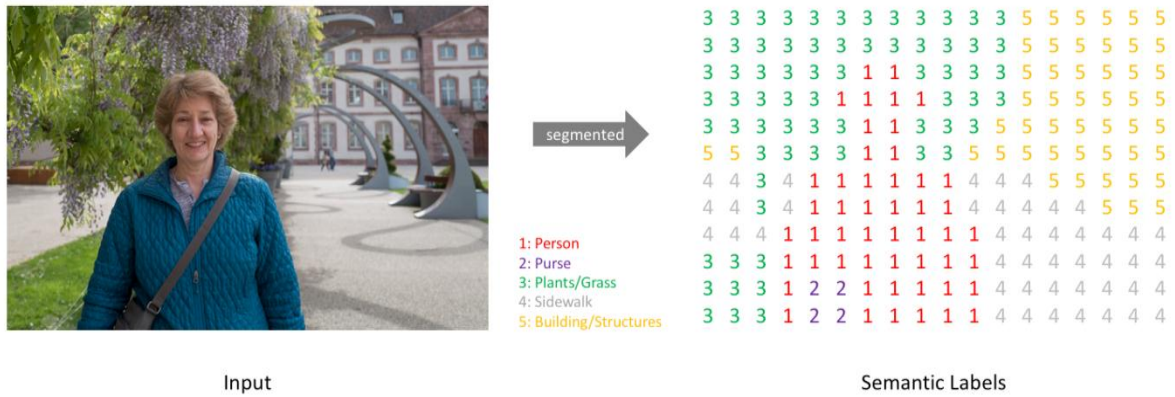 3 3 3 3 3 3 3 3 3 3 3 3 5 5 5 5 5 5
3 3 3 3 3 3 3 3 3 3 3 3 5 5 5 5 5 5
3 3 3 3 3 3 1 1 3 3 3 3 5 5 5 5 5 5
3 3 3 3 3 1 1 1 1 3 3 3 5 5 5 5 5 5
3 3 3 3 3 3 1 1 3 3 3 5 5 5 5 5 5 5
5 5 3 3 3 3 1 1 3 3 5 5 5 5 5 5 5 5
4 4 3 4 1 1 1 1 1 1 4 4 4 5 5 5 5 5
4 4 3 4 1 1 1 1 1 1 4 4 4 4 4 5 5 5
4 4 4 1 1 1 1 1 1 1 1 4 4 4 4 4 4 4
3 3 3 1 1 1 1 1 1 1 1 4 4 4 4 4 4 4
3 3 3 1 2 2 1 1 1 1 1 4 4 4 4 4 4 4
3 3 3 1 2 2 1 1 1 1 1 4 4 4 4 4 4 4
segmented
1: Person
2: Purse
3: Plants/Grass
4: Sidewalk
5: Building/Structures
Input
Semantic Labels